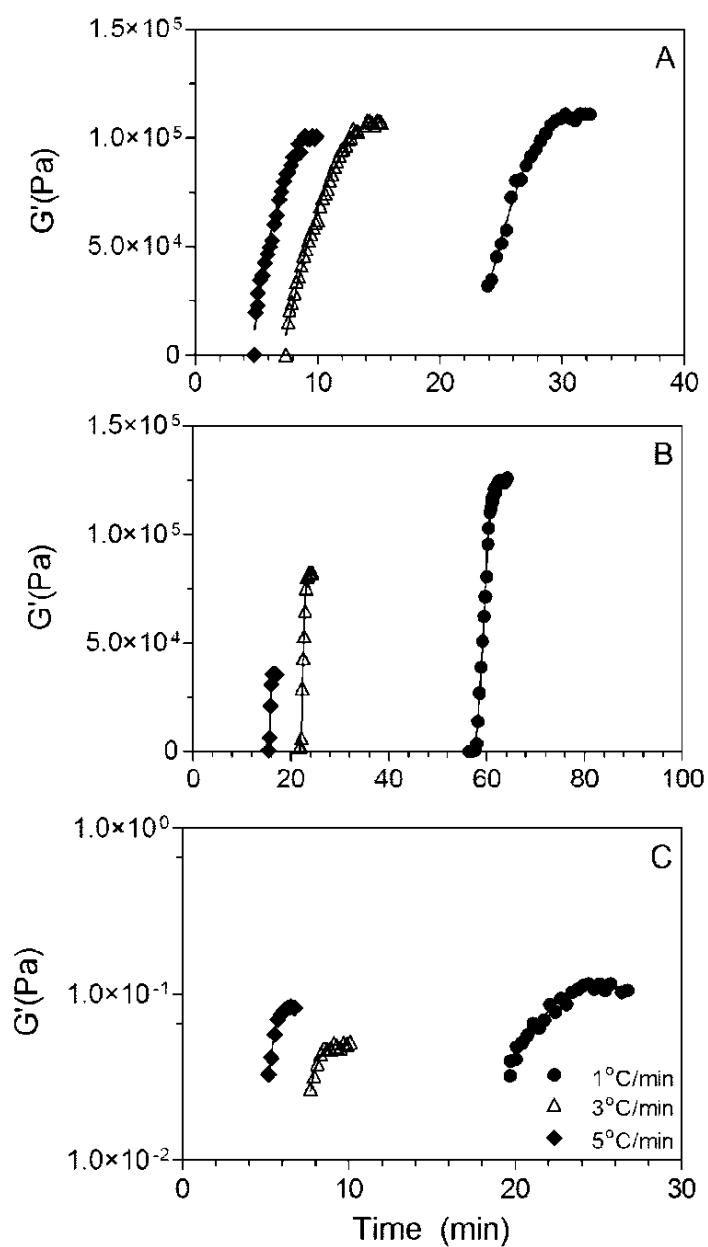 1.5×10⁵
A
1.0×10⁵
G'(Pa)
5.0×10⁴
0
0 10 20 30 40
1.5×10⁵
B
1.0×10⁵
G'(Pa)
5.0×10⁴
0
0 20 40 60 80 100
1.0×10⁰
C
G'(Pa)
1.0×10⁻¹
1°C/min
3°C/min
5°C/min
1.0×10⁻²
0 10 20 30
Time (min)